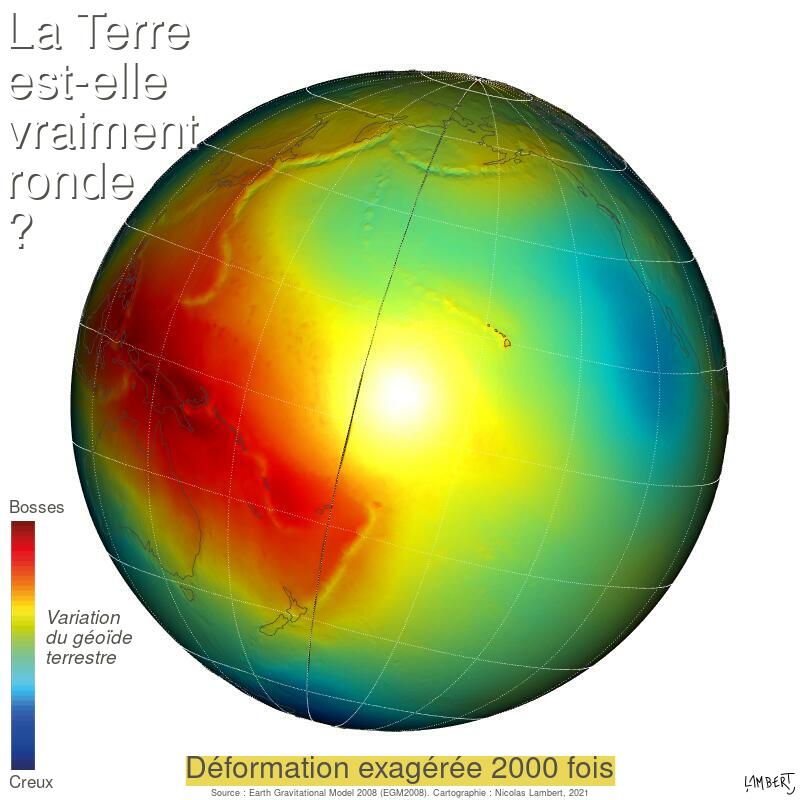 La Terre
est-elle
vraiment
ronde
?
Bosses
Variation
du géoïde
terrestre
Creux
Déformation exagérée 2000 fois
Source : Earth Gravitational Model 2008 (EGM2008). Cartographie : Nicolas Lambert, 2021
LAMBERT